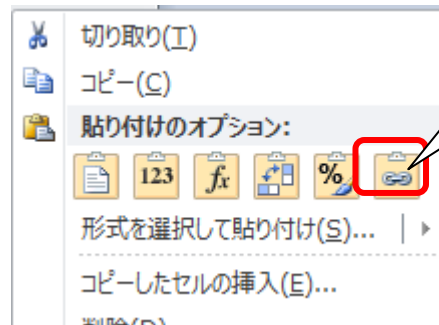 切り取り(T)
コピー(C)
貼り付けのオプション:
123 fx %
形式を選択して貼り付け(S)...
コピーしたセルの挿入(E)...
削除(D)